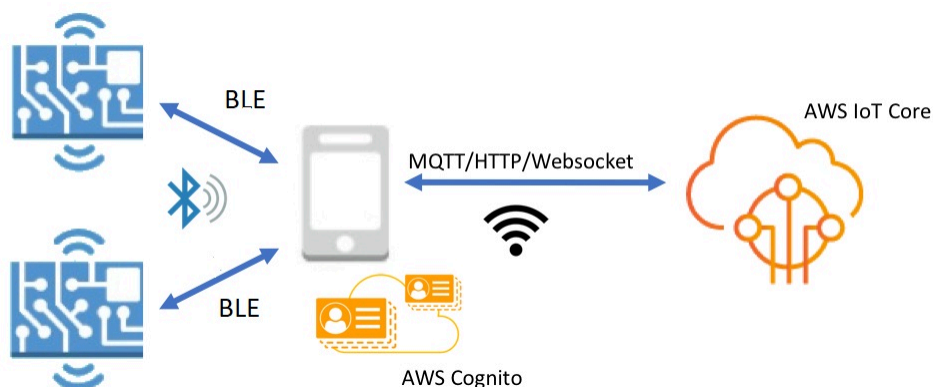 BLE
AWS IoT Core
MQTT/HTTP/Websocket
BLE
AWS Cognito